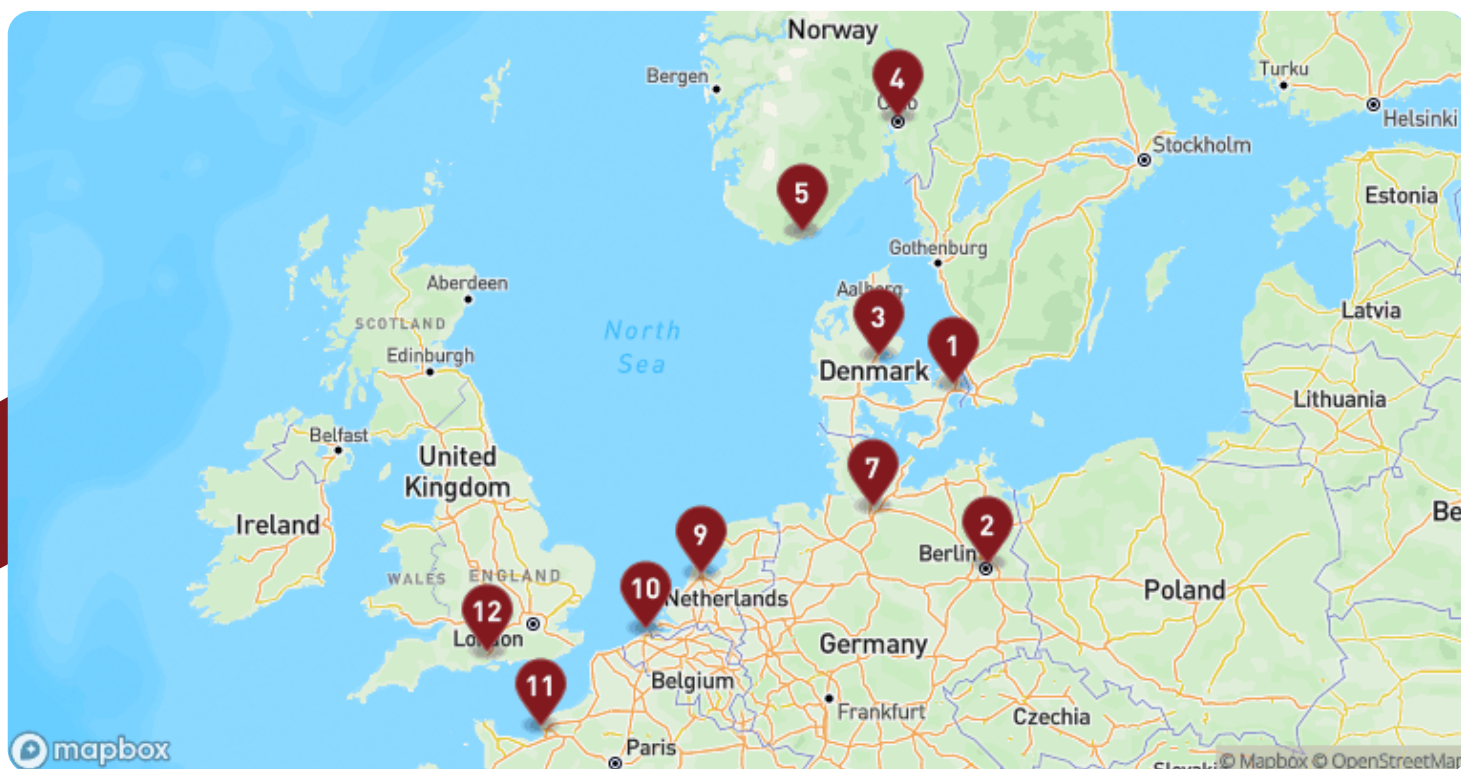 Norway
Turku
Bergen
4
Helsinki
Stockholm
5
Estonia
Gothenburg
Aberdeen
Aalborg
3
Latvia
SCOTLAND
North
Sea
1
Edinburgh
Denmark
Lithuania
Belfast
United
Kingdom
7
Be
Ireland
9
2
Berlin
WALES
ENGLAND
10
Netherlands
Poland
12
London
Germany
11
Belgium
Frankfurt
Czechia
mapbox
Paris
© Mapbox © OpenStreetMap